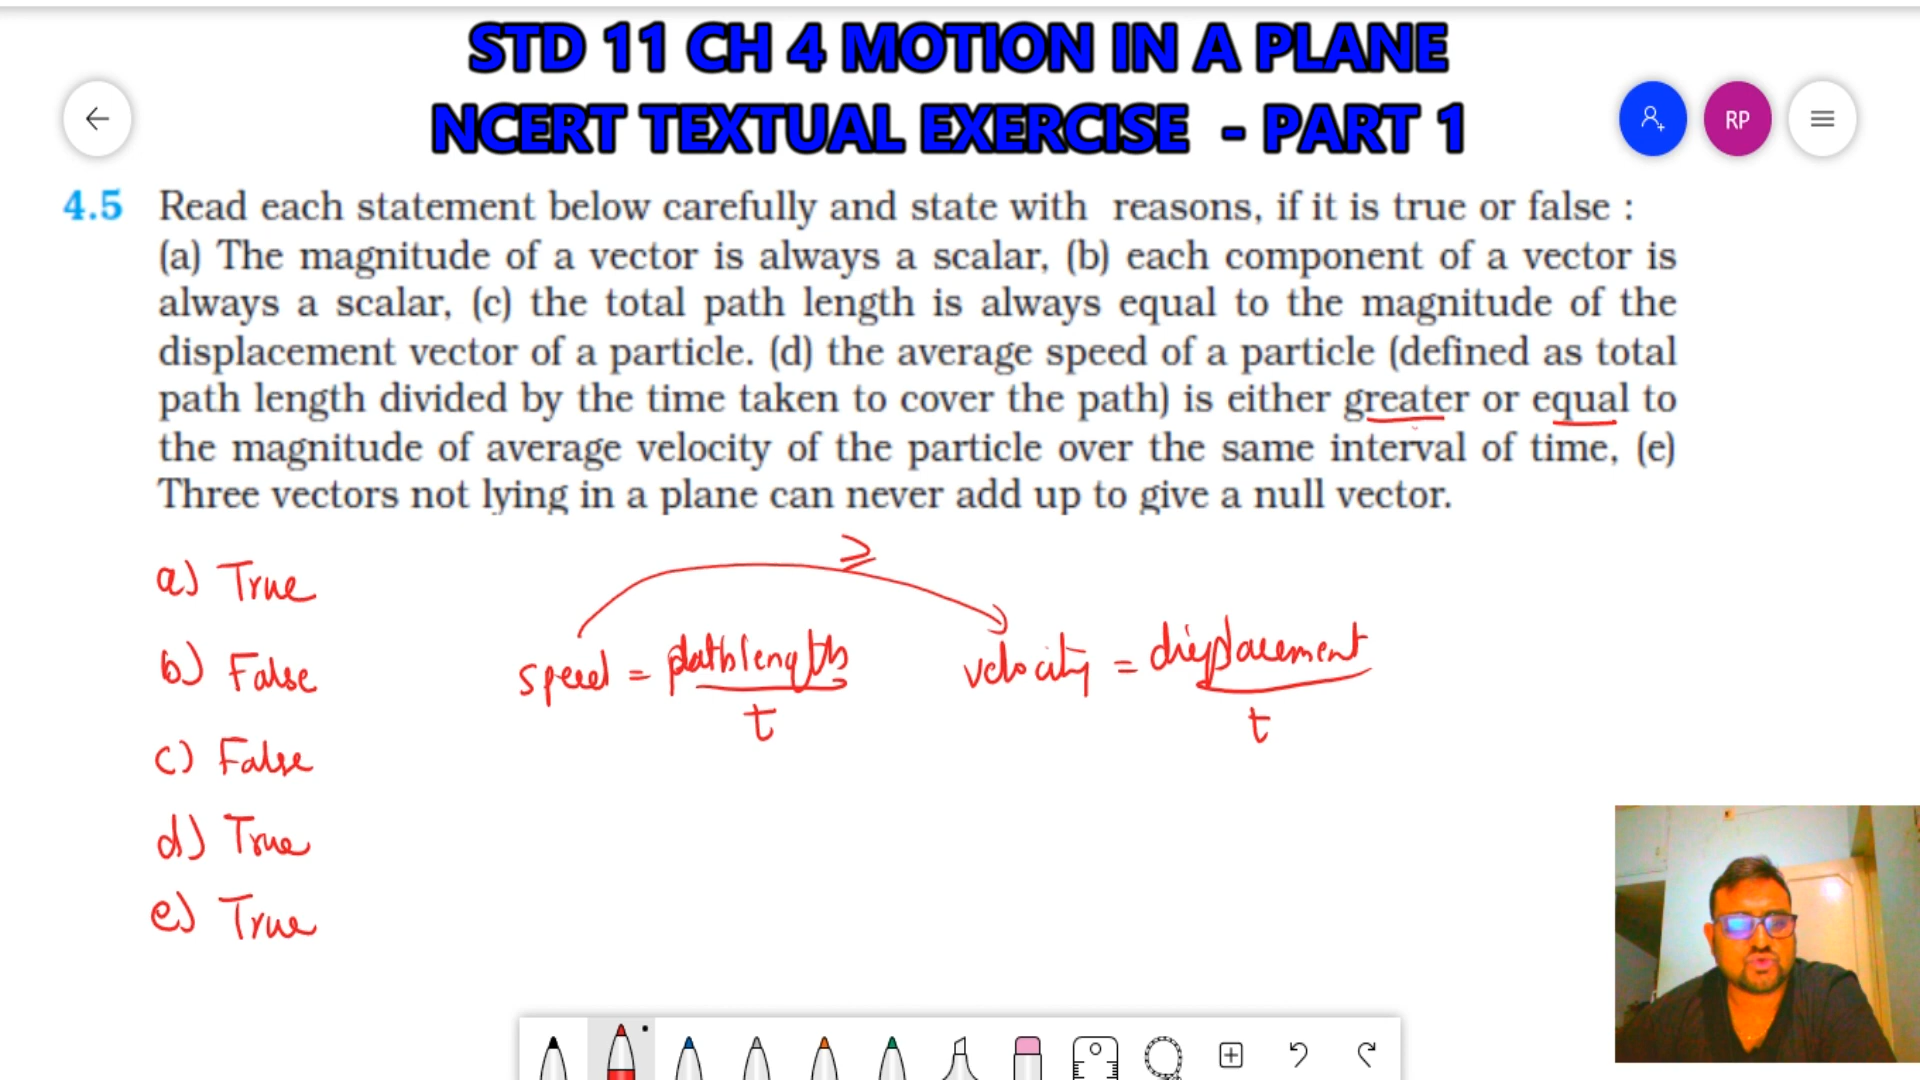 STD 11 CH 4 MOTION IN A PLANE
NCERT TEXTUAL EXERCISE - PART 1
RP
4.5 Read each statement below carefully and state with reasons, if it is true or false :
(a) The magnitude of a vector is always a scalar, (b) each component of a vector is
always a scalar, (c) the total path length is always equal to the magnitude of the
displacement vector of a particle. (d) the average speed of a particle (defined as total
path length divided by the time taken to cover the path) is either greater or equal to
the magnitude of average velocity of the particle over the same interval of time, (e)
Three vectors not lying in a plane can never add up to give a null vector.
≥
a) True
b) False
speed = path length / t
velocity = displacement / t
c) False
d) True
e) True